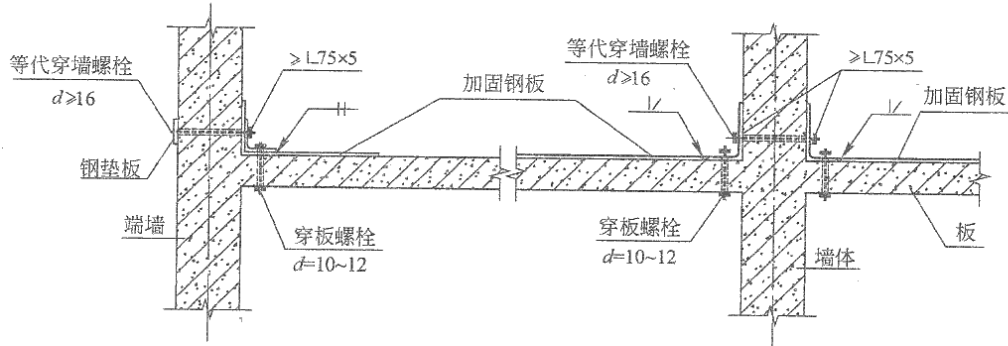 等代穿墙螺栓
d≥16
≥L75×5
加固钢板
钢垫板
端墙
穿板螺栓
d=10~12
等代穿墙螺栓
d≥16
≥L75×5
加固钢板
穿板螺栓
d=10~12
墙体
板